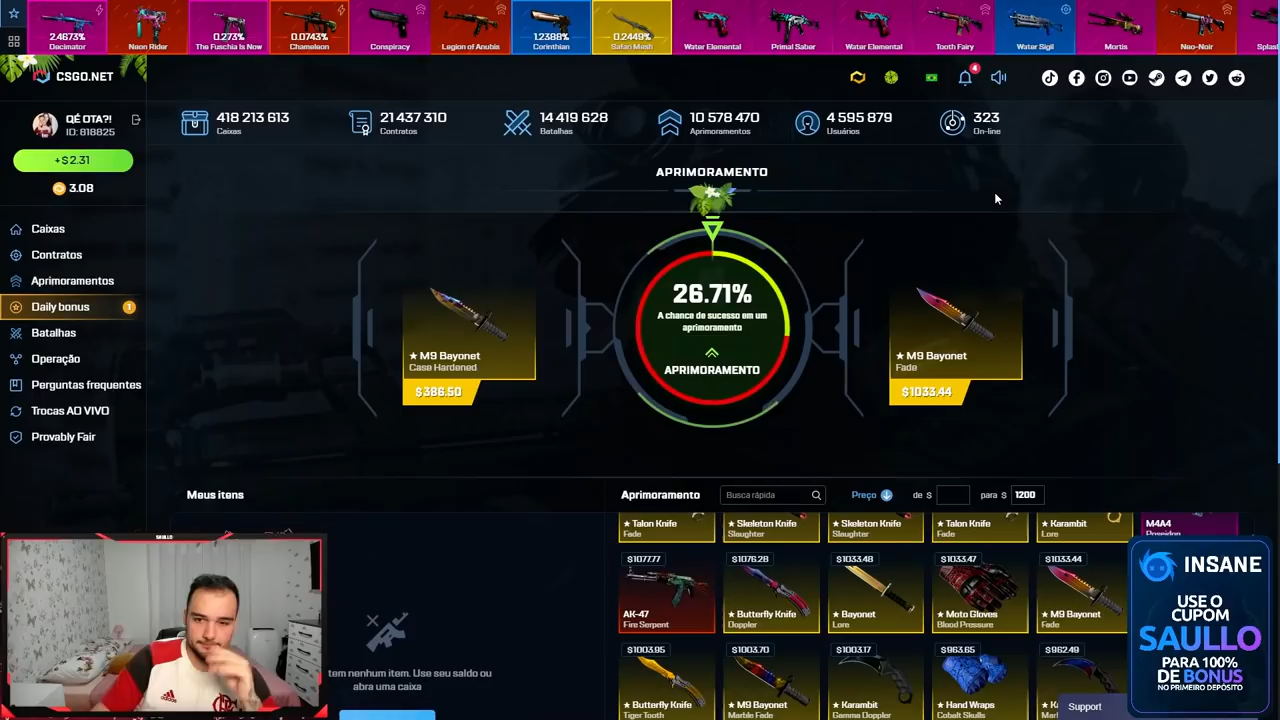 2.4673%
Decimator
Neon Rider
0.273%
The Fuschia Is Now
0.0743%
Chameleon
Conspiracy
Legion of Anubis
1.2388%
Corinthian
0.2449%
Safari Mesh
Water Elemental
Primal Saber
Water Elemental
Tooth Fairy
Water Sigil
Mortis
Neo-Noir
Splas
CSGO.NET
4
QÉ OTA?!
ID: 818825
+$2.31
3.08
418 213 613
Caixas
21 437 310
Contratos
14 419 628
Batalhas
10 578 470
Aprimoramentos
4 595 879
Usuários
323
On-line
Caixas
Contratos
Aprimoramentos
Daily bonus
1
Batalhas
Operação
Perguntas frequentes
Trocas AO VIVO
Provably Fair
APRIMORAMENTO
★ M9 Bayonet
Case Hardened
$386.50
26.71%
A chance de sucesso em um
aprimoramento
APRIMORAMENTO
★ M9 Bayonet
Fade
$1033.44
Meus itens
tem nenhum item. Use seu saldo ou
abra uma caixa
Aprimoramento
Busca rápida
Preço
de $
para $
1200
★ Talon Knife
Fade
★ Skeleton Knife
Slaughter
★ Skeleton Knife
Slaughter
★ Talon Knife
Fade
★ Karambit
Lore
M4A4
Poseidon
$1077.77
AK-47
Fire Serpent
$1076.28
★ Butterfly Knife
Doppler
$1033.48
★ Bayonet
Lore
$1033.47
★ Moto Gloves
Blood Pressure
$1033.44
★ M9 Bayonet
Fade
$1003.95
★ Butterfly Knife
Tiger Tooth
$1003.70
★ M9 Bayonet
Marble Fade
$1003.17
★ Karambit
Gamma Doppler
$963.65
★ Hand Wraps
Cobalt Skulls
$962.49
★ Ka
SAULLO
INSANE
USE O
CUPOM
SAULLO
PARA 100%
DE BONUS
NO PRIMEIRO DEPÓSITO
Support